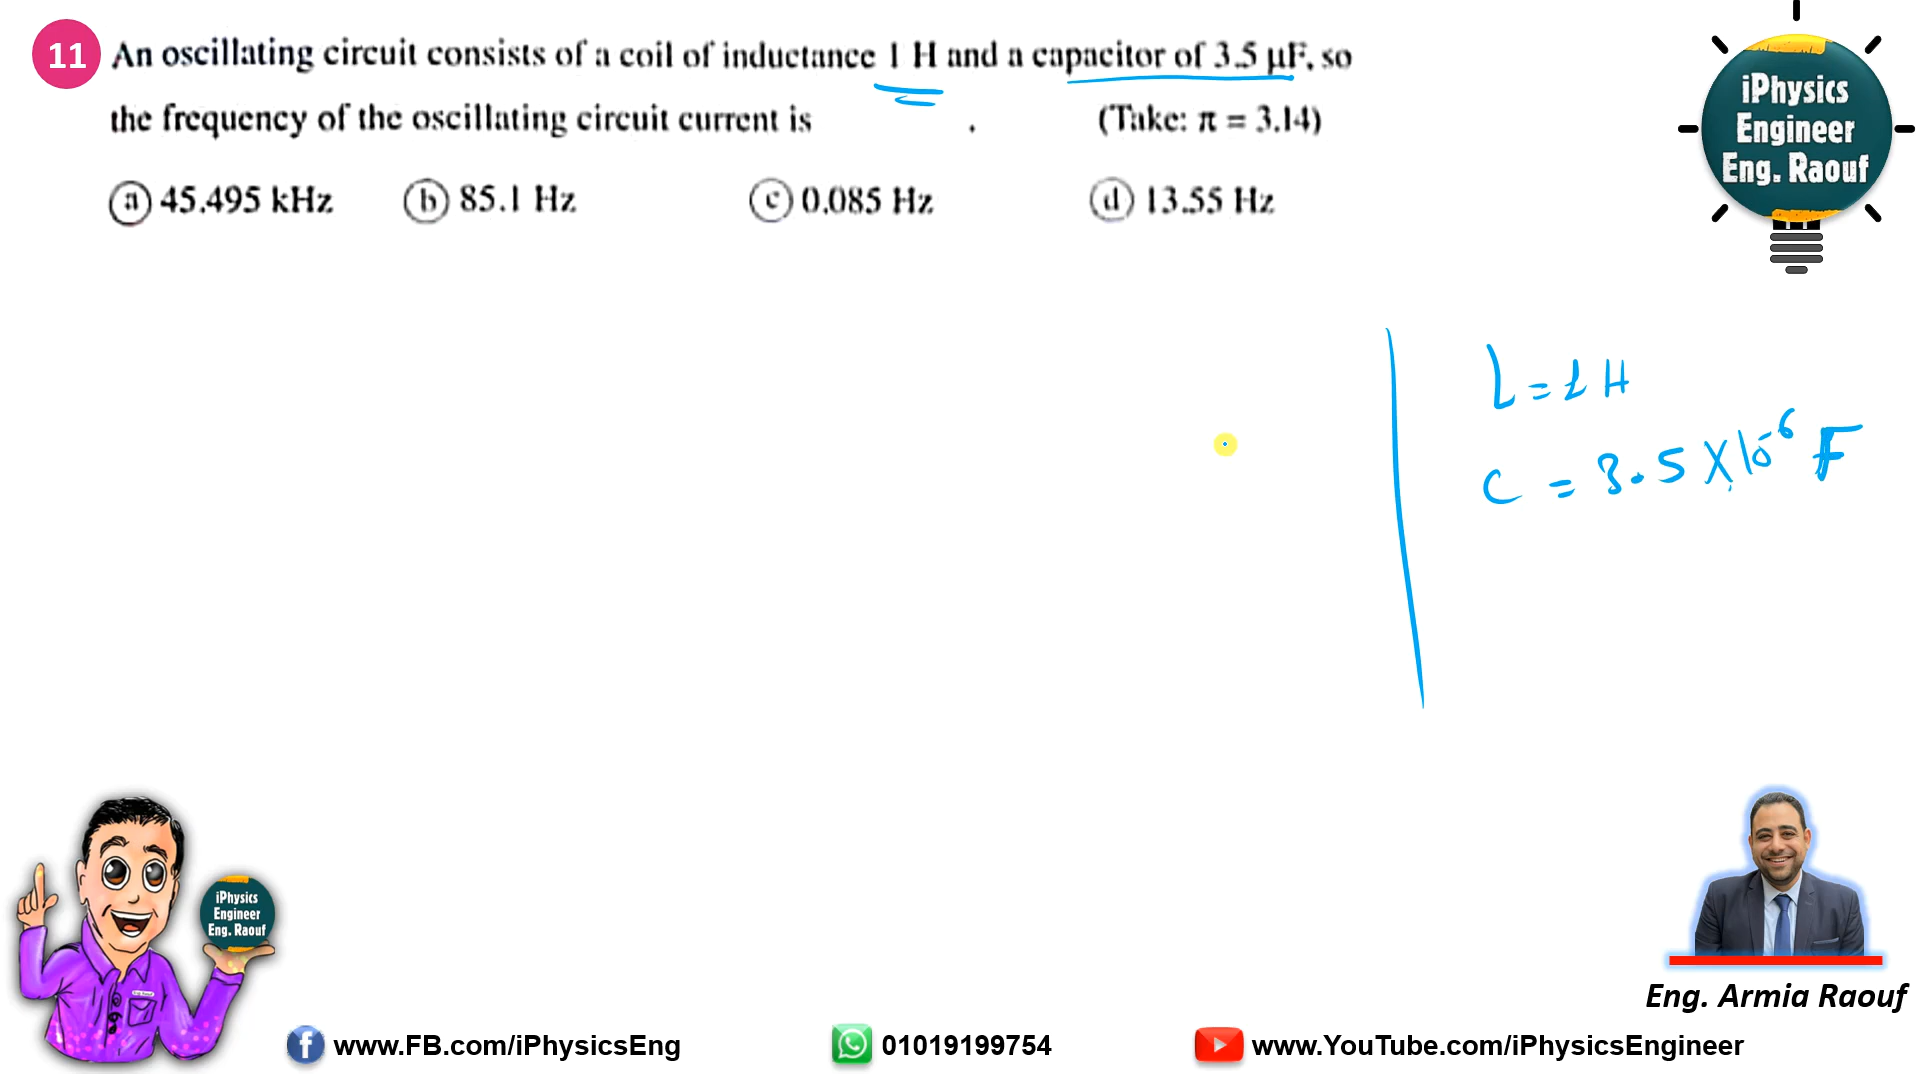 11 An oscillating circuit consists of a coil of inductance 1 H and a capacitor of 3.5 μF, so
the frequency of the oscillating circuit current is . (Take: π = 3.14)
a 45.495 kHz b 85.1 Hz c 0.085 Hz d 13.55 Hz
iPhysics
Engineer
Eng. Raouf
L = 1 H
C = 3.5 X 10^-6 F
iPhysics
Engineer
Eng. Raouf
Eng. Armia Raouf
www.FB.com/iPhysicsEng 01019199754 www.YouTube.com/iPhysicsEngineer